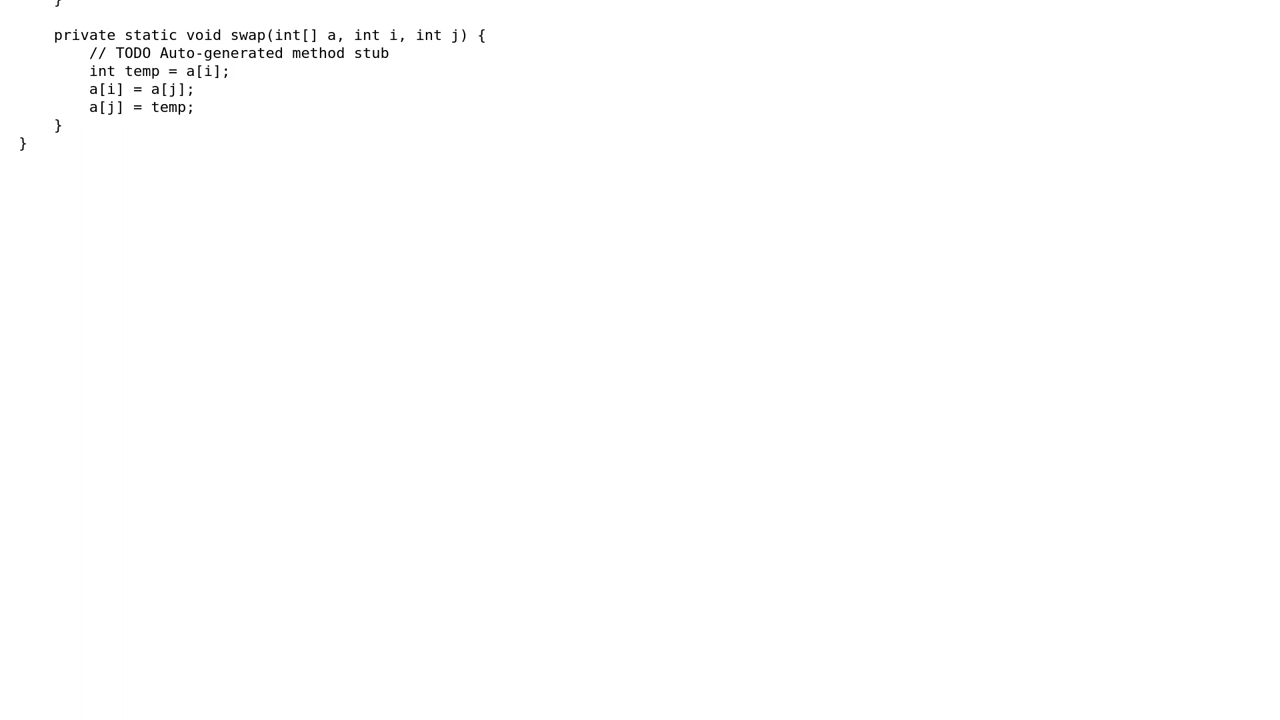 }
private static void swap(int[] a, int i, int j) {
// TODO Auto-generated method stub
int temp = a[i];
a[i] = a[j];
a[j] = temp;
}
}